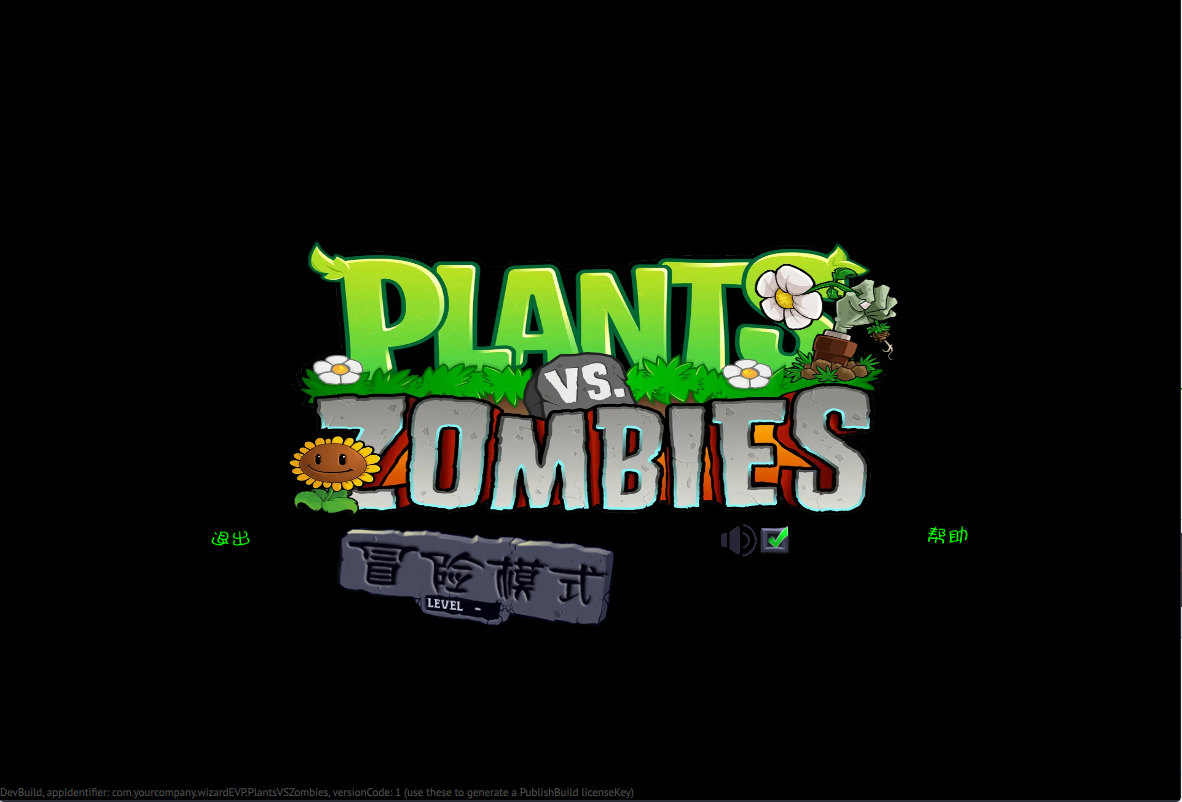 PLANTS
VS.
ZOMBIES
退出
帮助
冒险模式
LEVEL -
DevBuild, appIdentifier: com.yourcompany.wizardEVP.PlantsVSZombies, versionCode: 1 (use these to generate a PublishBuild licenseKey)